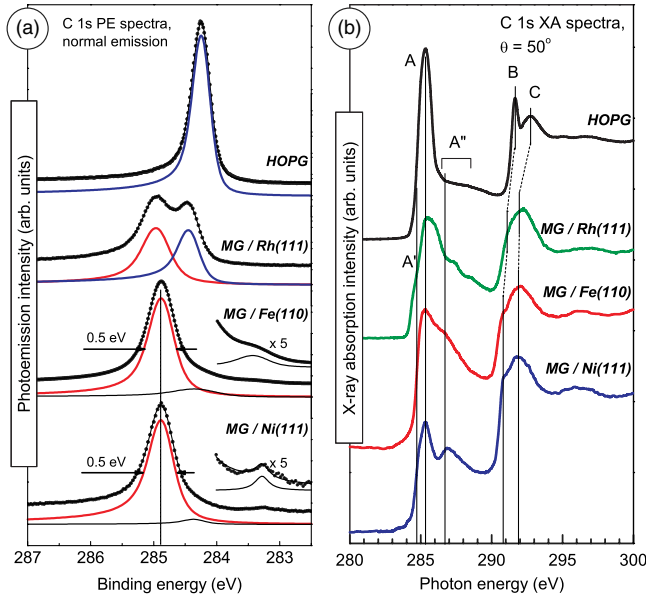 (a)
C 1s PE spectra,
normal emission
Photoemission intensity (arb. units)
HOPG
MG / Rh(111)
MG / Fe(110)
0.5 eV
x 5
MG / Ni(111)
0.5 eV
x 5
287 286 285 284 283
Binding energy (eV)
(b)
C 1s XA spectra,
θ = 50°
X-ray absorption intensity (arb. units)
A
B
C
A"
HOPG
MG / Rh(111)
A'
MG / Fe(110)
MG / Ni(111)
280 285 290 295 300
Photon energy (eV)